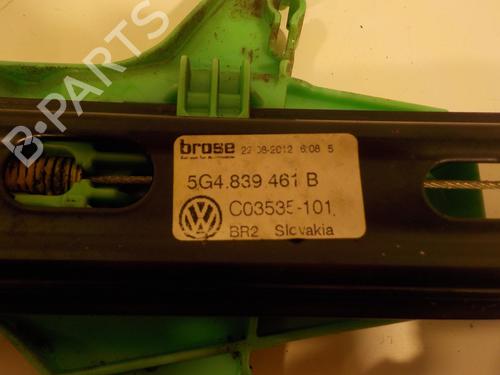 brose 22-08-2012 6:08 5
5G4.839 461 B
C03535-101
BR2 Slovakia
B-PARTS